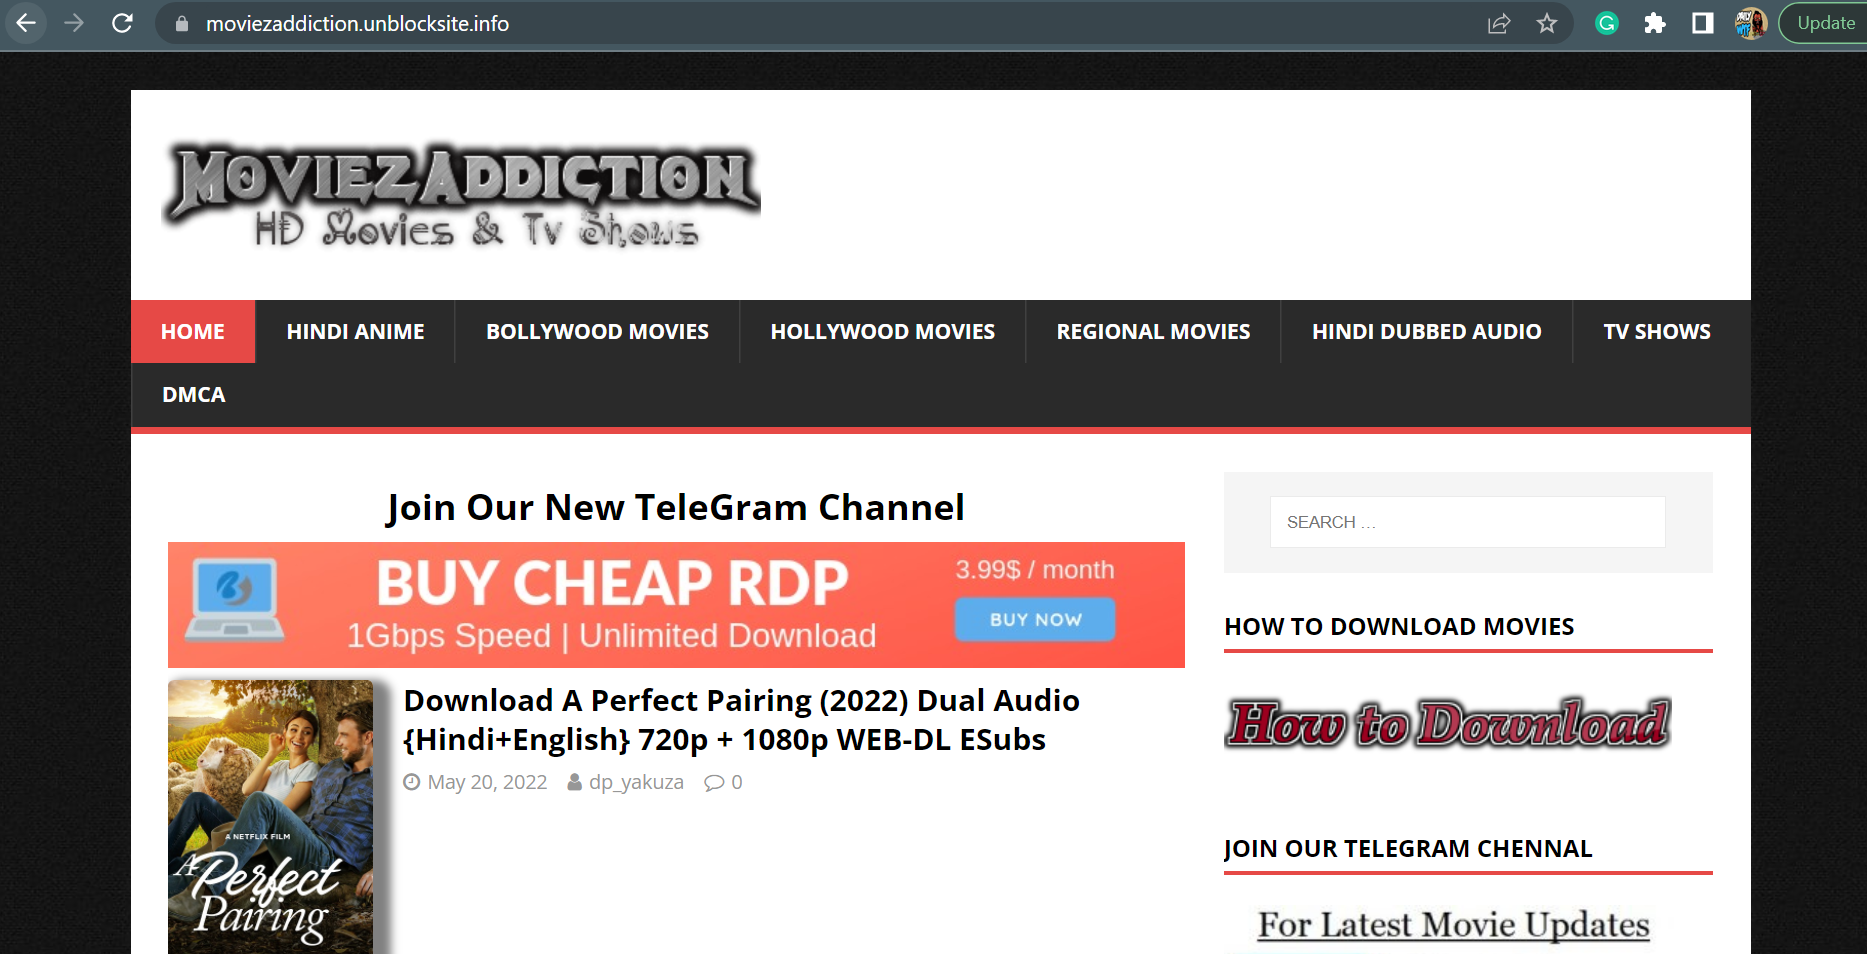 moviezaddiction.unblocksite.info
Update
MOVIEZADDICTION
HD Movies & Tv Shows
HOME HINDI ANIME BOLLYWOOD MOVIES HOLLYWOOD MOVIES REGIONAL MOVIES HINDI DUBBED AUDIO TV SHOWS
DMCA
Join Our New TeleGram Channel
BUY CHEAP RDP
1Gbps Speed | Unlimited Download
3.99$ / month
BUY NOW
Download A Perfect Pairing (2022) Dual Audio
{Hindi+English} 720p + 1080p WEB-DL ESubs
May 20, 2022 dp_yakuza 0
A NETFLIX FILM
A Perfect
Pairing
SEARCH …
HOW TO DOWNLOAD MOVIES
How to Download
JOIN OUR TELEGRAM CHENNAL
For Latest Movie Updates